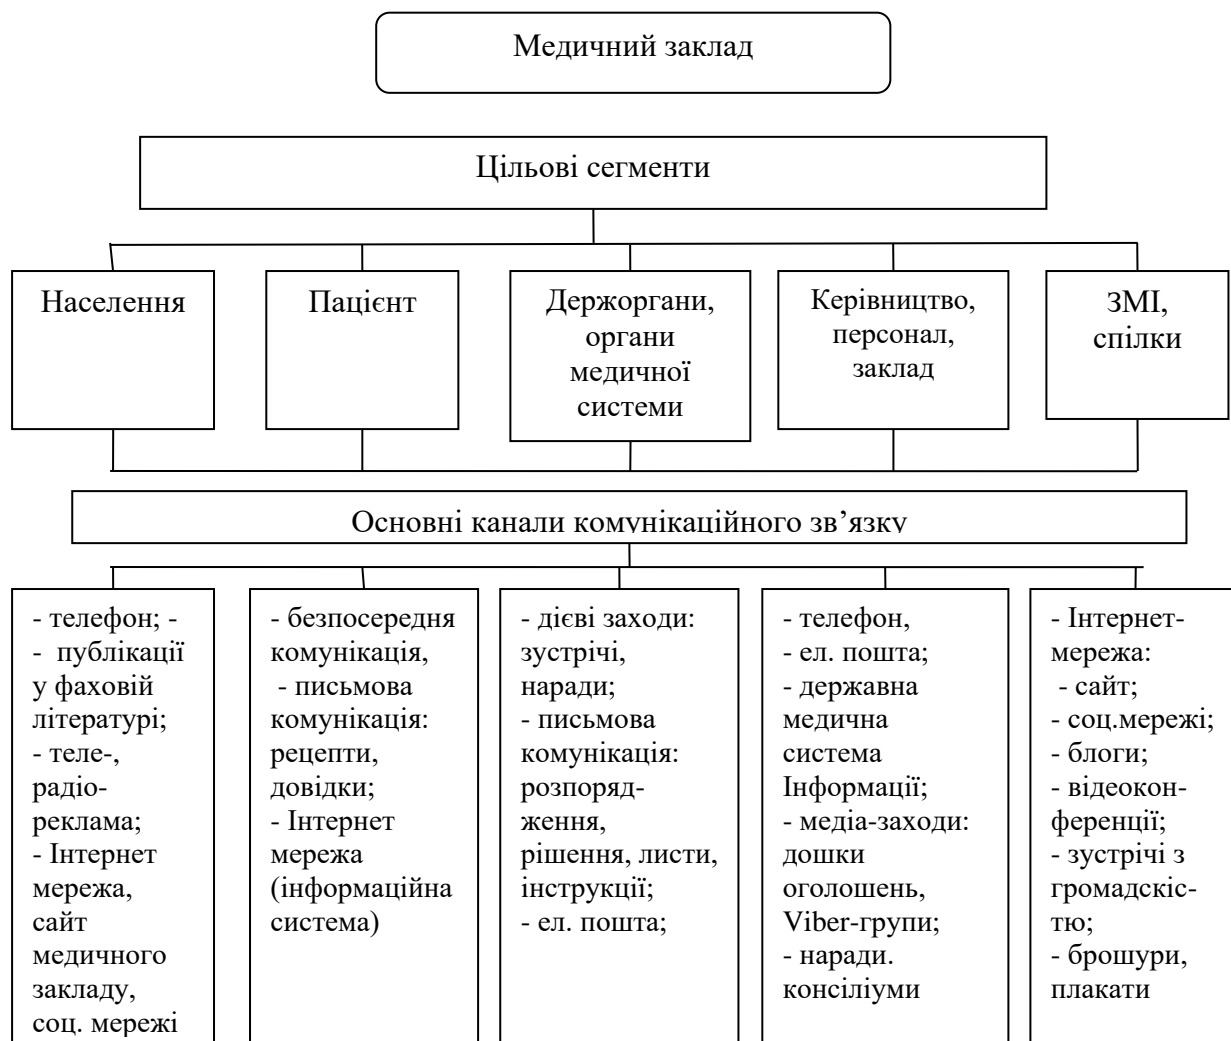 Медичний заклад
Цільові сегменти
Населення
Пацієнт
Держоргани,
органи
медичної
системи
Керівництво,
персонал,
заклад
ЗМІ,
спілки
Основні канали комунікаційного зв’язку
- телефон; -
- публікації
у фаховій
літературі;
- теле-,
радіо-
реклама;
- Інтернет
мережа,
сайт
медичного
закладу,
соц. мережі
- безпосередня
комунікація,
- письмова
комунікація:
рецепти,
довідки;
- Інтернет
мережа
(інформаційна
система)
- дієві заходи:
зустрічі,
наради;
- письмова
комунікація:
розпоряд-
ження,
рішення, листи,
інструкції;
- ел. пошта;
- телефон,
- ел. пошта;
- державна
медична
система
Інформації;
- медіа-заходи:
дошки
оголошень,
Viber-групи;
- наради.
консіліуми
- Інтернет-
мережа:
- сайт;
- соц.мережі;
- блоги;
- відеокон-
ференції;
- зустрічі з
громадскіс-
тю;
- брошури,
плакати